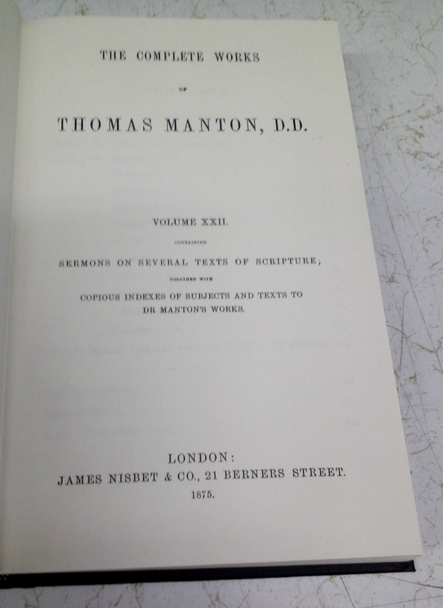 THE COMPLETE WORKS
OF
THOMAS MANTON, D.D.
VOLUME XXII.
CONTAINING
SERMONS ON SEVERAL TEXTS OF SCRIPTURE;
TOGETHER WITH
COPIOUS INDEXES OF SUBJECTS AND TEXTS TO
DR MANTON'S WORKS.
LONDON:
JAMES NISBET & CO., 21 BERNERS STREET.
1875.